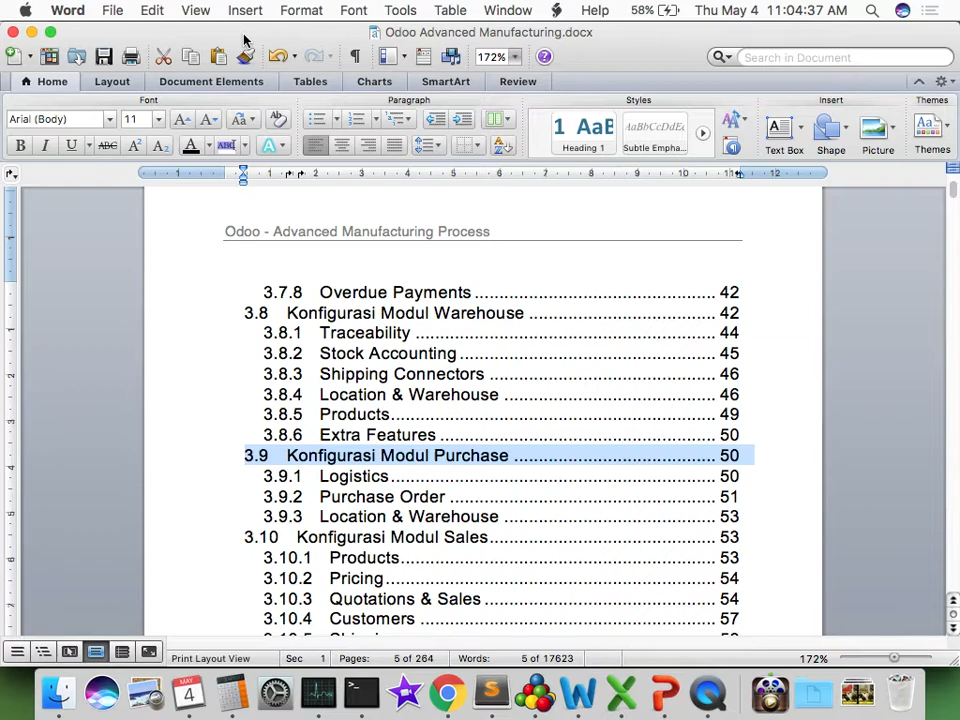 Word File Edit View Insert Format Font Tools Table Window Help 58% Thu May 4 11:04:37 AM
Odoo Advanced Manufacturing.docx
172% Search in Document
Home Layout Document Elements Tables Charts SmartArt Review
Font Paragraph Styles Insert Themes
Arial (Body) 11
Heading 1 Subtle Empha... Text Box Shape Picture Themes
Odoo - Advanced Manufacturing Process
3.7.8 Overdue Payments ................................................ 42
3.8 Konfigurasi Modul Warehouse ..................................... 42
3.8.1 Traceability ............................................................. 44
3.8.2 Stock Accounting .................................................... 45
3.8.3 Shipping Connectors ............................................. 46
3.8.4 Location & Warehouse ........................................... 46
3.8.5 Products................................................................. 49
3.8.6 Extra Features ....................................................... 50
3.9 Konfigurasi Modul Purchase ........................................ 50
3.9.1 Logistics................................................................. 50
3.9.2 Purchase Order ..................................................... 51
3.9.3 Location & Warehouse .......................................... 53
3.10 Konfigurasi Modul Sales............................................. 53
3.10.1 Products............................................................... 53
3.10.2 Pricing.................................................................. 54
3.10.3 Quotations & Sales ............................................... 54
3.10.4 Customers ............................................................ 57
Print Layout View Sec 1 Pages: 5 of 264 Words: 5 of 17623 172%